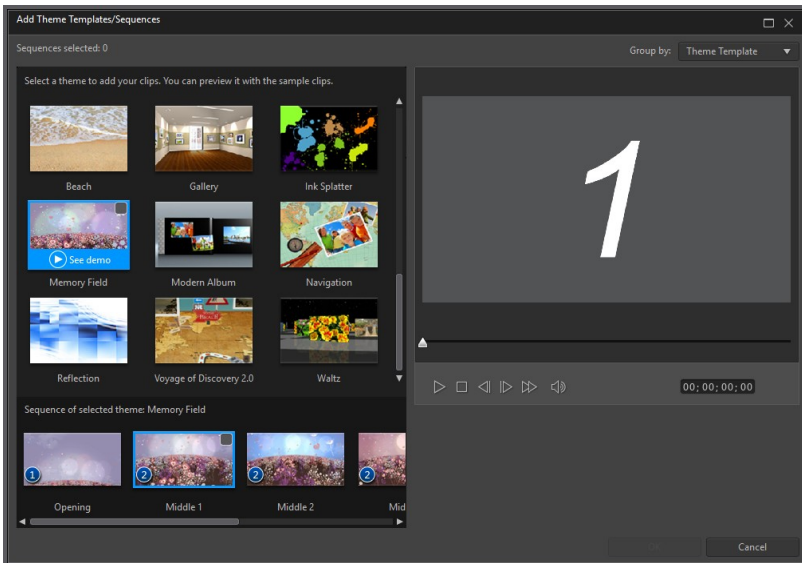 Add Theme Templates/Sequences
Sequences selected: 0
Group by: Theme Template
Select a theme to add your clips. You can preview it with the sample clips.
1
Beach Gallery Ink Splatter
See demo
Memory Field Modern Album Navigation
Reflection Voyage of Discovery 2.0 Waltz
00; 00; 00; 00
Sequence of selected theme: Memory Field
1 2 2 2
Opening Middle 1 Middle 2 Mid
Cancel